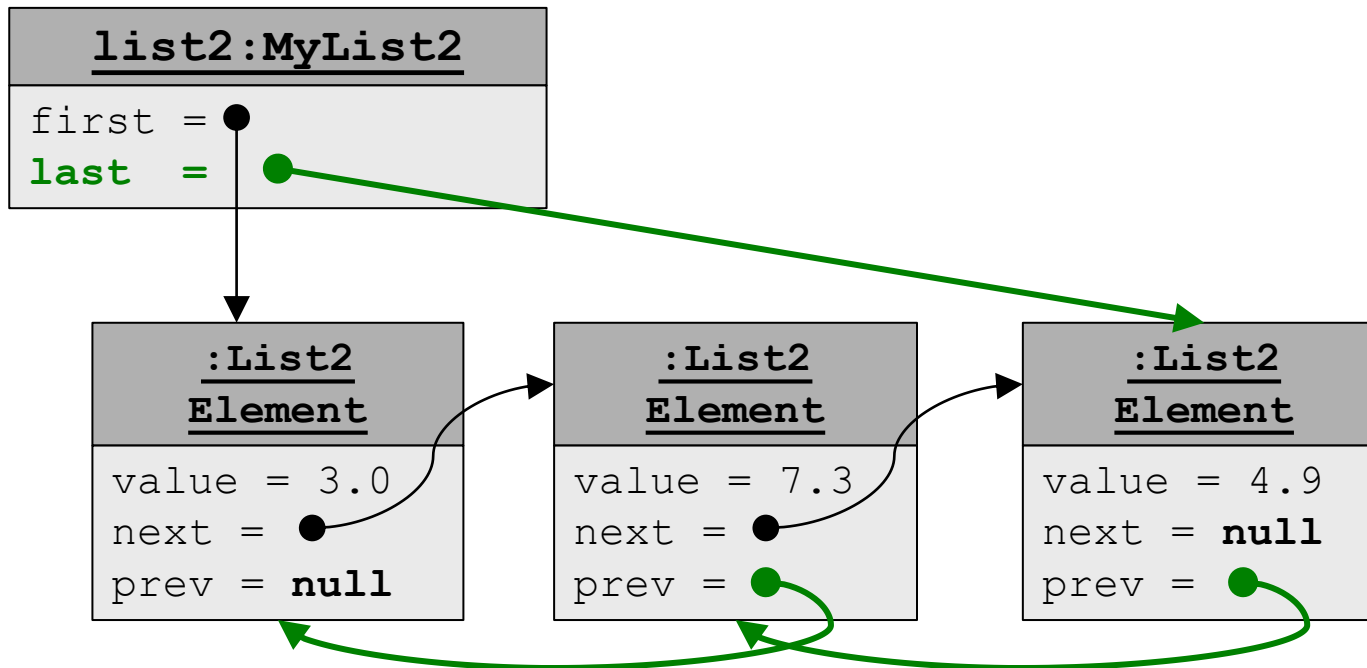 list2:MyList2
first =
last  =
:List2
Element
value = 3.0
next =
prev = null
:List2
Element
value = 7.3
next =
prev =
:List2
Element
value = 4.9
next = null
prev =